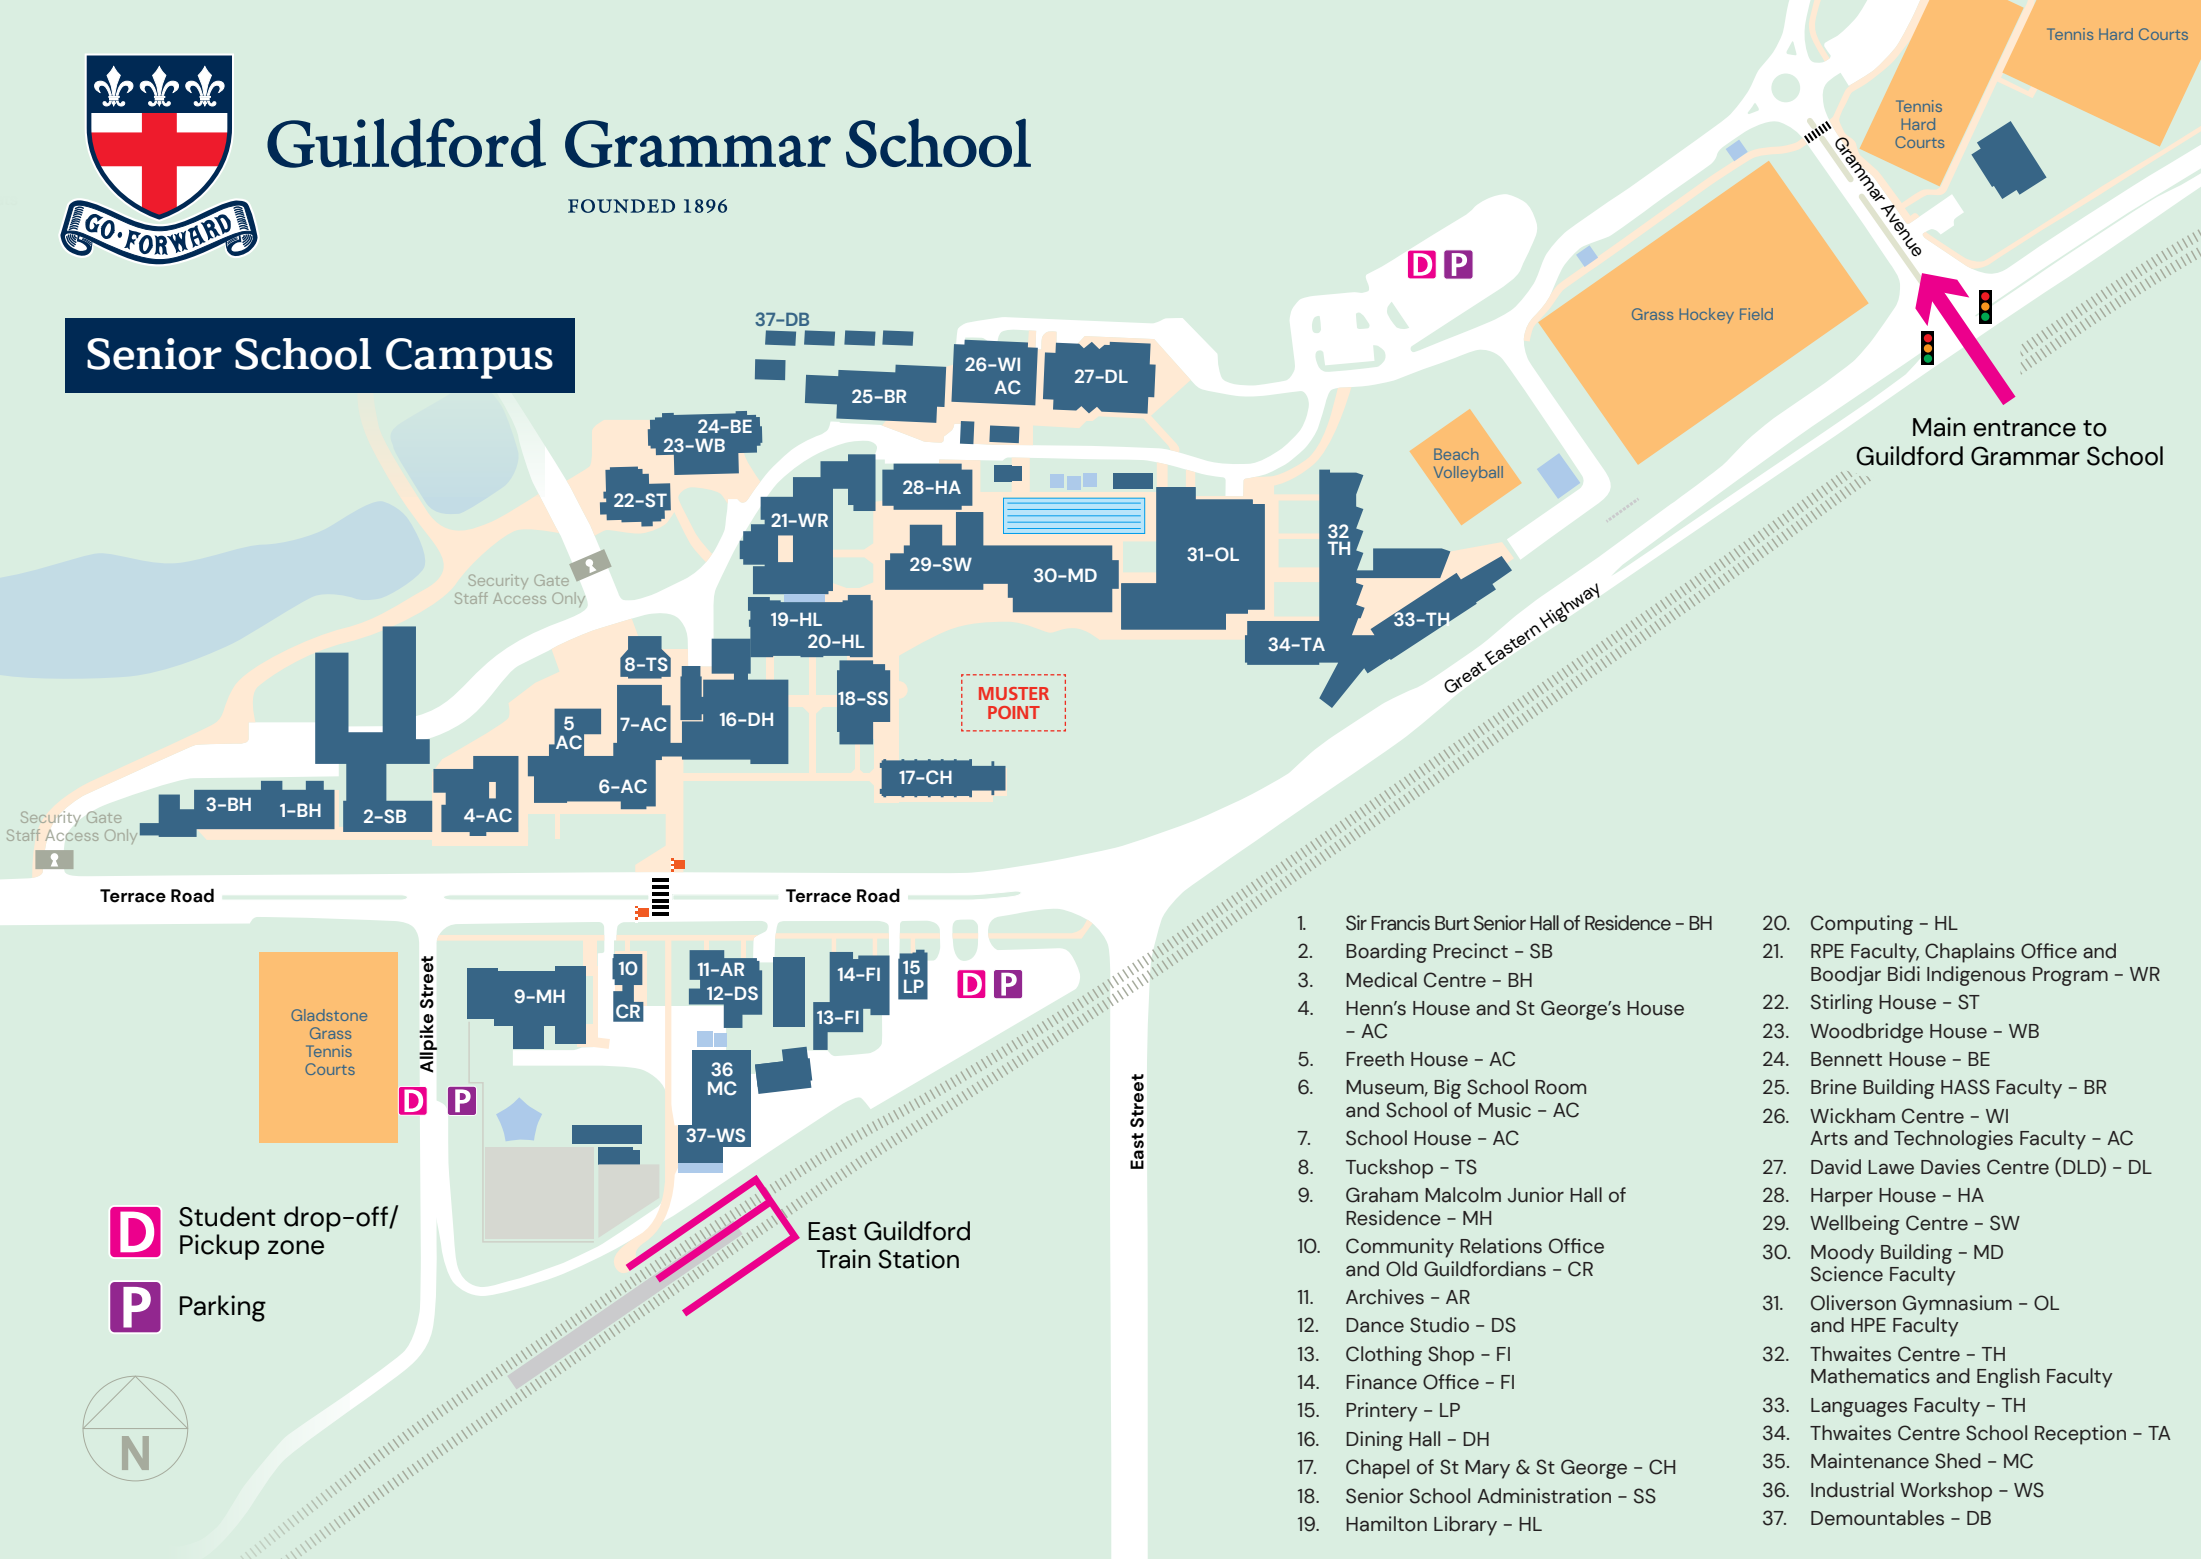 GO·FORWARD
Guildford Grammar School
FOUNDED 1896
Senior School Campus
Tennis Hard Courts
Tennis
Hard
Courts
Grammar Avenue
Grass Hockey Field
Main entrance to
Guildford Grammar School
D P
Beach
Volleyball
37-DB
26-WI
AC
27-DL
25-BR
24-BE
23-WB
22-ST
28-HA
21-WR
29-SW
30-MD
31-OL
32
TH
33-TH
34-TA
Great Eastern Highway
Security Gate
Staff Access Only
19-HL
20-HL
8-TS
18-SS
16-DH
7-AC
5
AC
6-AC
MUSTER
POINT
17-CH
3-BH
1-BH
2-SB
4-AC
Security Gate
Staff Access Only
Terrace Road
Terrace Road
Allpike Street
East Street
Gladstone
Grass
Tennis
Courts
9-MH
10
CR
11-AR
12-DS
14-FI
13-FI
15
LP
D P
36
MC
37-WS
D P
East Guildford
Train Station
D Student drop-off/
Pickup zone
P Parking
N
1. Sir Francis Burt Senior Hall of Residence - BH
2. Boarding Precinct - SB
3. Medical Centre - BH
4. Henn's House and St George's House
- AC
5. Freeth House - AC
6. Museum, Big School Room
and School of Music - AC
7. School House - AC
8. Tuckshop - TS
9. Graham Malcolm Junior Hall of
Residence - MH
10. Community Relations Office
and Old Guildfordians - CR
11. Archives - AR
12. Dance Studio - DS
13. Clothing Shop - FI
14. Finance Office - FI
15. Printery - LP
16. Dining Hall - DH
17. Chapel of St Mary & St George - CH
18. Senior School Administration - SS
19. Hamilton Library - HL
20. Computing - HL
21. RPE Faculty, Chaplains Office and
Boodjar Bidi Indigenous Program - WR
22. Stirling House - ST
23. Woodbridge House - WB
24. Bennett House - BE
25. Brine Building HASS Faculty - BR
26. Wickham Centre - WI
Arts and Technologies Faculty - AC
27. David Lawe Davies Centre (DLD) - DL
28. Harper House - HA
29. Wellbeing Centre - SW
30. Moody Building - MD
Science Faculty
31. Oliverson Gymnasium - OL
and HPE Faculty
32. Thwaites Centre - TH
Mathematics and English Faculty
33. Languages Faculty - TH
34. Thwaites Centre School Reception - TA
35. Maintenance Shed - MC
36. Industrial Workshop - WS
37. Demountables - DB